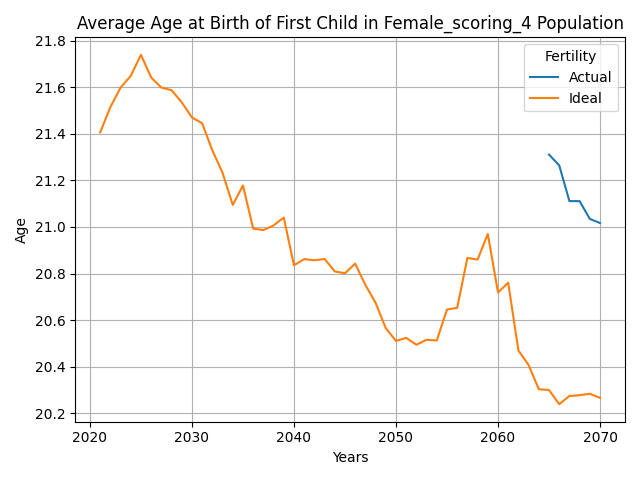 Average Age at Birth of First Child in Female_scoring_4 Population
Fertility
Actual
Ideal
21.8
21.6
21.4
21.2
21.0
20.8
20.6
20.4
20.2
Age
2020
2030
2040
2050
2060
2070
Years